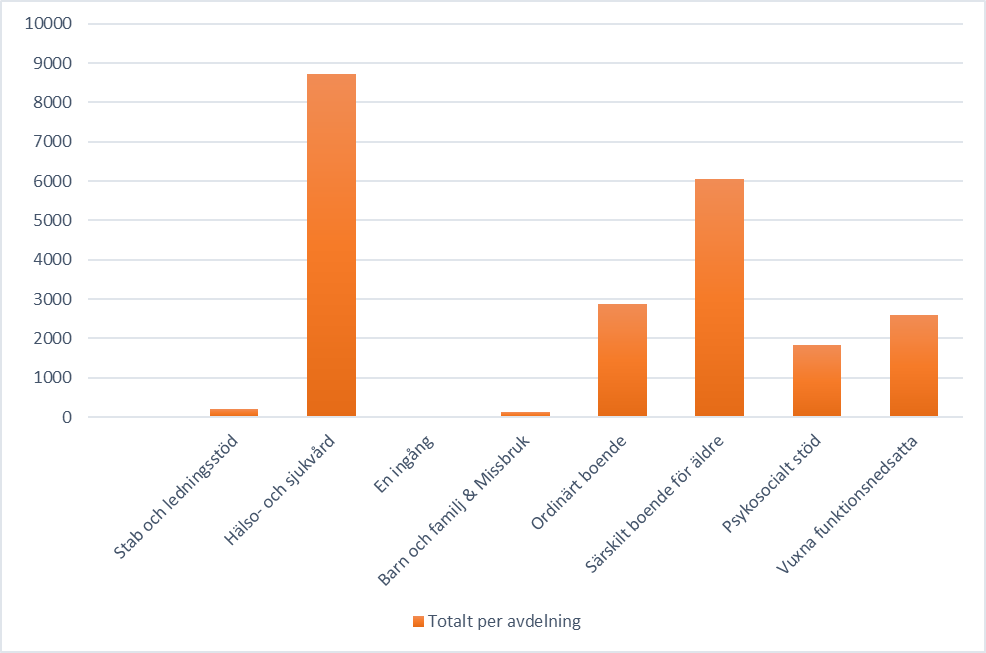 10000
9000
8000
7000
6000
5000
4000
3000
2000
1000
0
Stab och ledningsstöd
Hälso- och sjukvård
En ingång
Barn och familj & Missbruk
Ordinärt boende
Särskilt boende för äldre
Psykosocialt stöd
Vuxna funktionsnedsatta
Totalt per avdelning